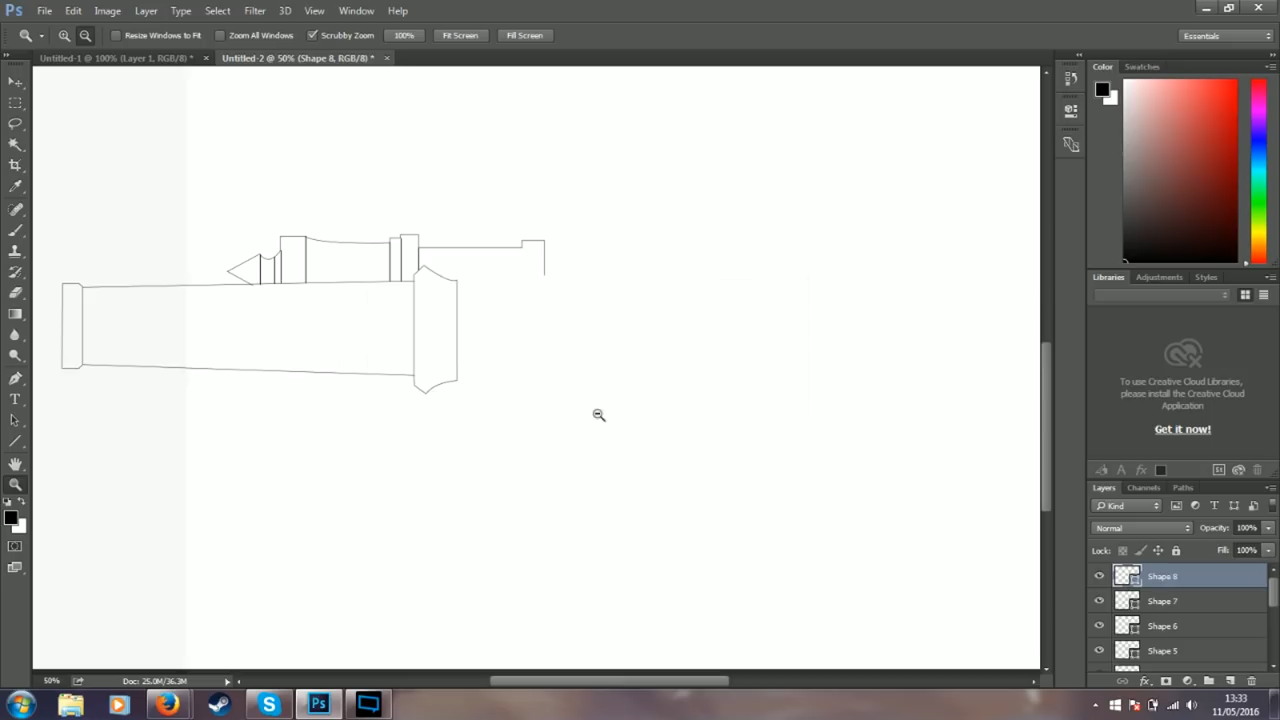 Ps File Edit Image Layer Type Select Filter 3D View Window Help
Resize Windows to Fit Zoom All Windows Scrubby Zoom 100% Fit Screen Fill Screen Essentials
Untitled-1 @ 100% (Layer 1, RGB/8) * × Untitled-2 @ 50% (Shape 8, RGB/8) * ×
Color Swatches
Libraries Adjustments Styles
To use Creative Cloud Libraries,
please install the Creative Cloud
Application
Get it now!
Layers Channels Paths
Kind
Normal Opacity: 100%
Lock: Fill: 100%
Shape 8
Shape 7
Shape 6
Shape 5
50% Doc: 25.0M/36.3M
13:33
11/05/2016